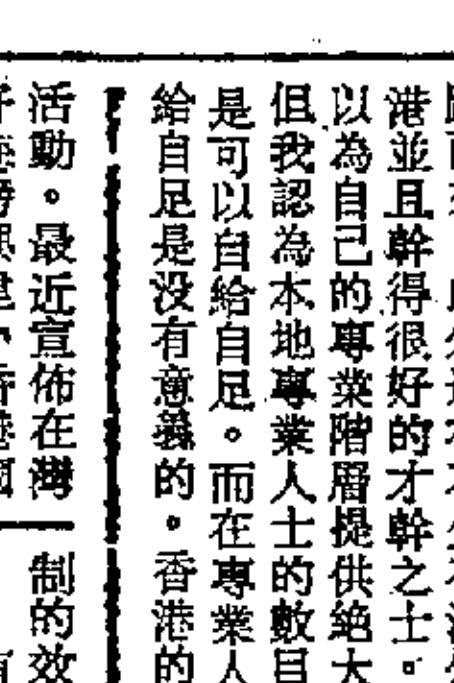 港並且幹得很好的才幹之士。
以為自己的專業階層提供絕大
但我認為本地專業人士的數目
是可以自給自足。而在專業人
給自足是沒有意義的。香港的
活動。最近宣佈在灣
制的效